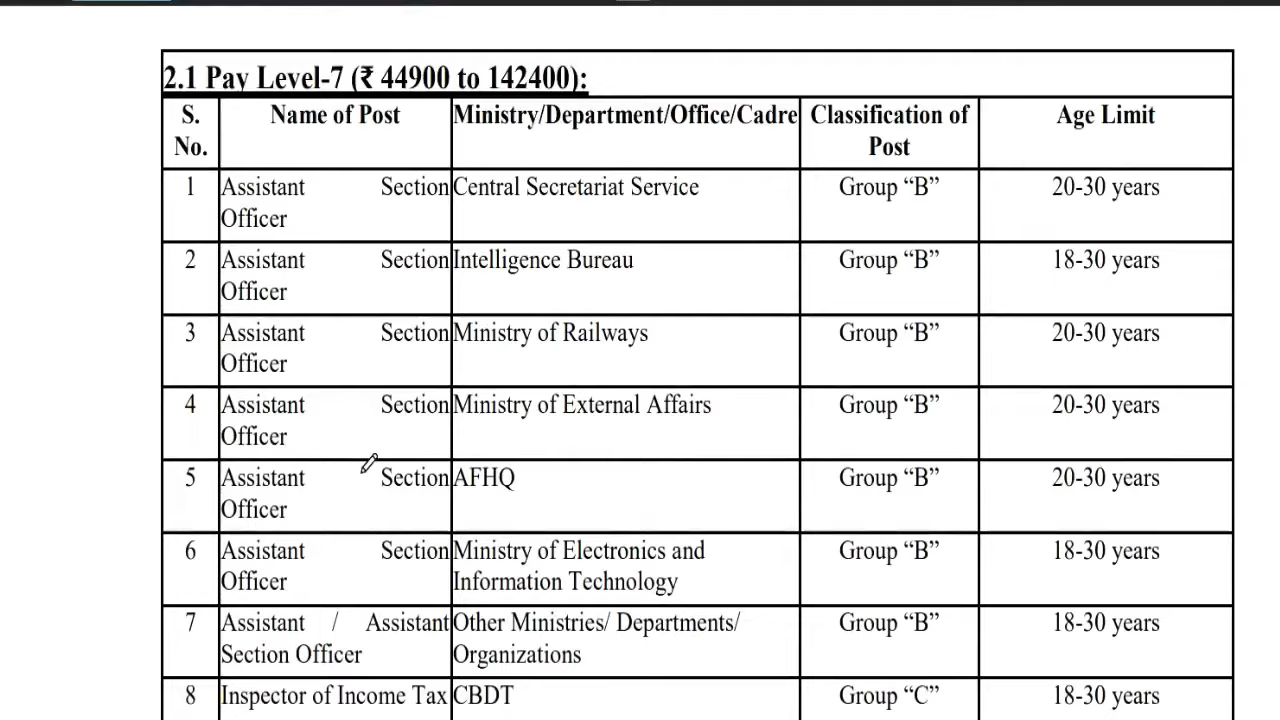 2.1 Pay Level-7 (₹ 44900 to 142400):
S. No. Name of Post Ministry/Department/Office/Cadre Classification of Post Age Limit
1 Assistant Section Officer Central Secretariat Service Group “B” 20-30 years
2 Assistant Section Officer Intelligence Bureau Group “B” 18-30 years
3 Assistant Section Officer Ministry of Railways Group “B” 20-30 years
4 Assistant Section Officer Ministry of External Affairs Group “B” 20-30 years
5 Assistant Section Officer AFHQ Group “B” 20-30 years
6 Assistant Section Officer Ministry of Electronics and Information Technology Group “B” 18-30 years
7 Assistant / Assistant Section Officer Other Ministries/ Departments/ Organizations Group “B” 18-30 years
8 Inspector of Income Tax CBDT Group “C” 18-30 years